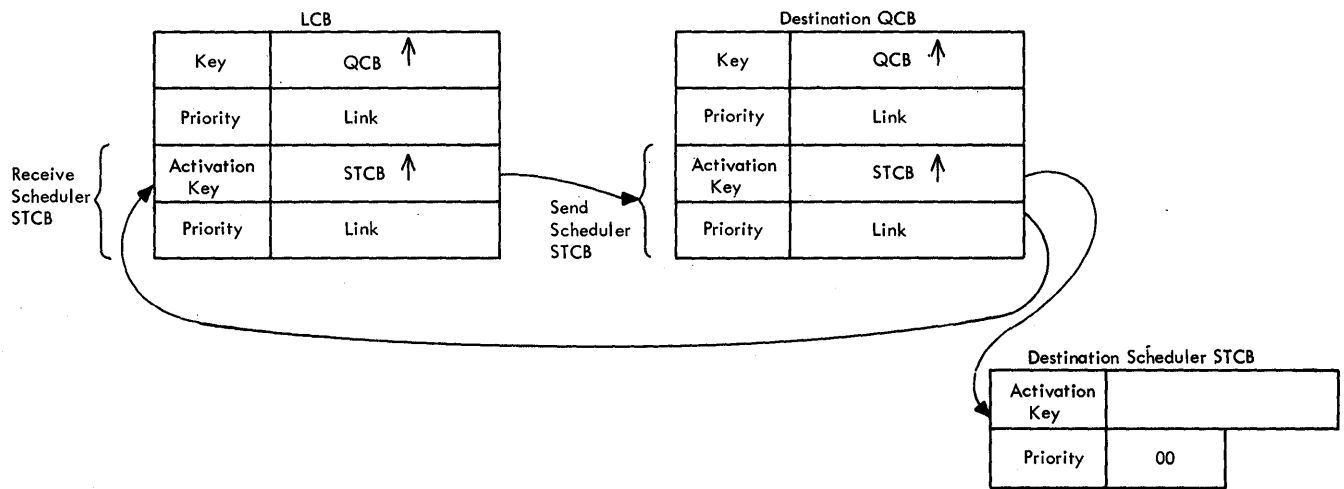 LCB
Key QCB ↑
Priority Link
Activation Key STCB ↑
Priority Link
Receive Scheduler STCB
Destination QCB
Key QCB ↑
Priority Link
Activation Key STCB ↑
Priority Link
Send Scheduler STCB
Destination Scheduler STCB
Activation Key
Priority 00